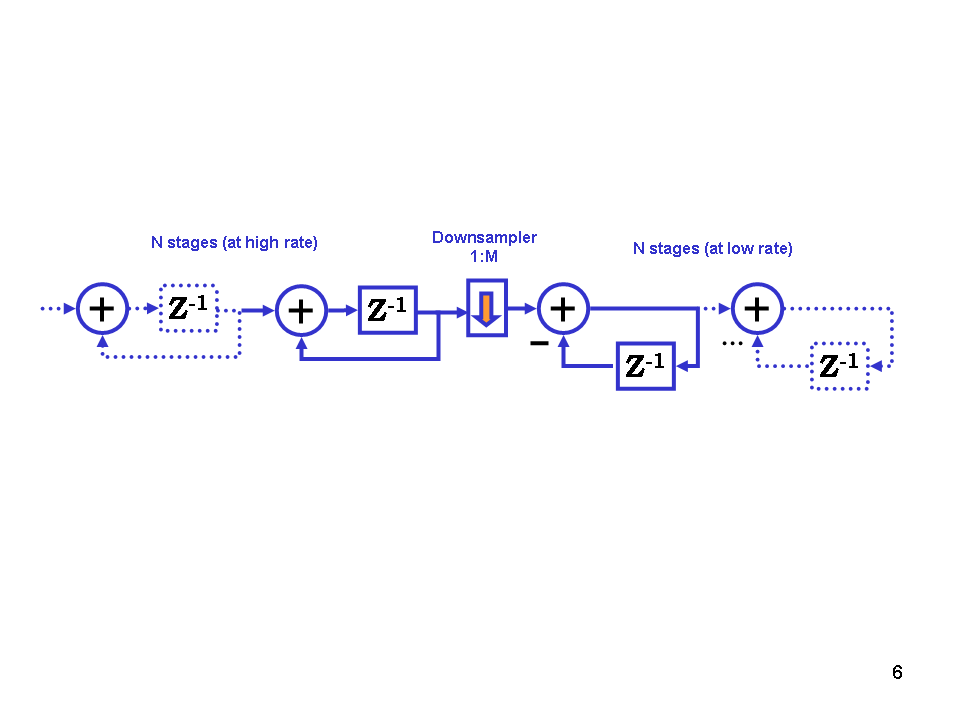 N stages (at high rate)
Downsampler
1:M
N stages (at low rate)
+ Z-1 + Z-1 + +
– Z-1 ... Z-1
6